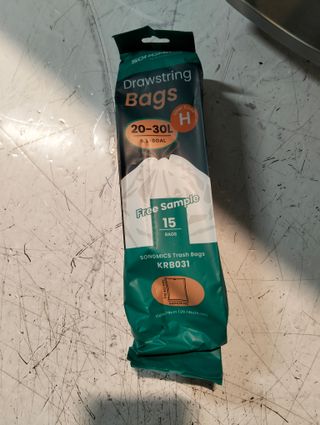 Drawstring
Bags
H
20-30L
Free Sample
15
BAGS
SONGMICS Trash Bags
KRB031